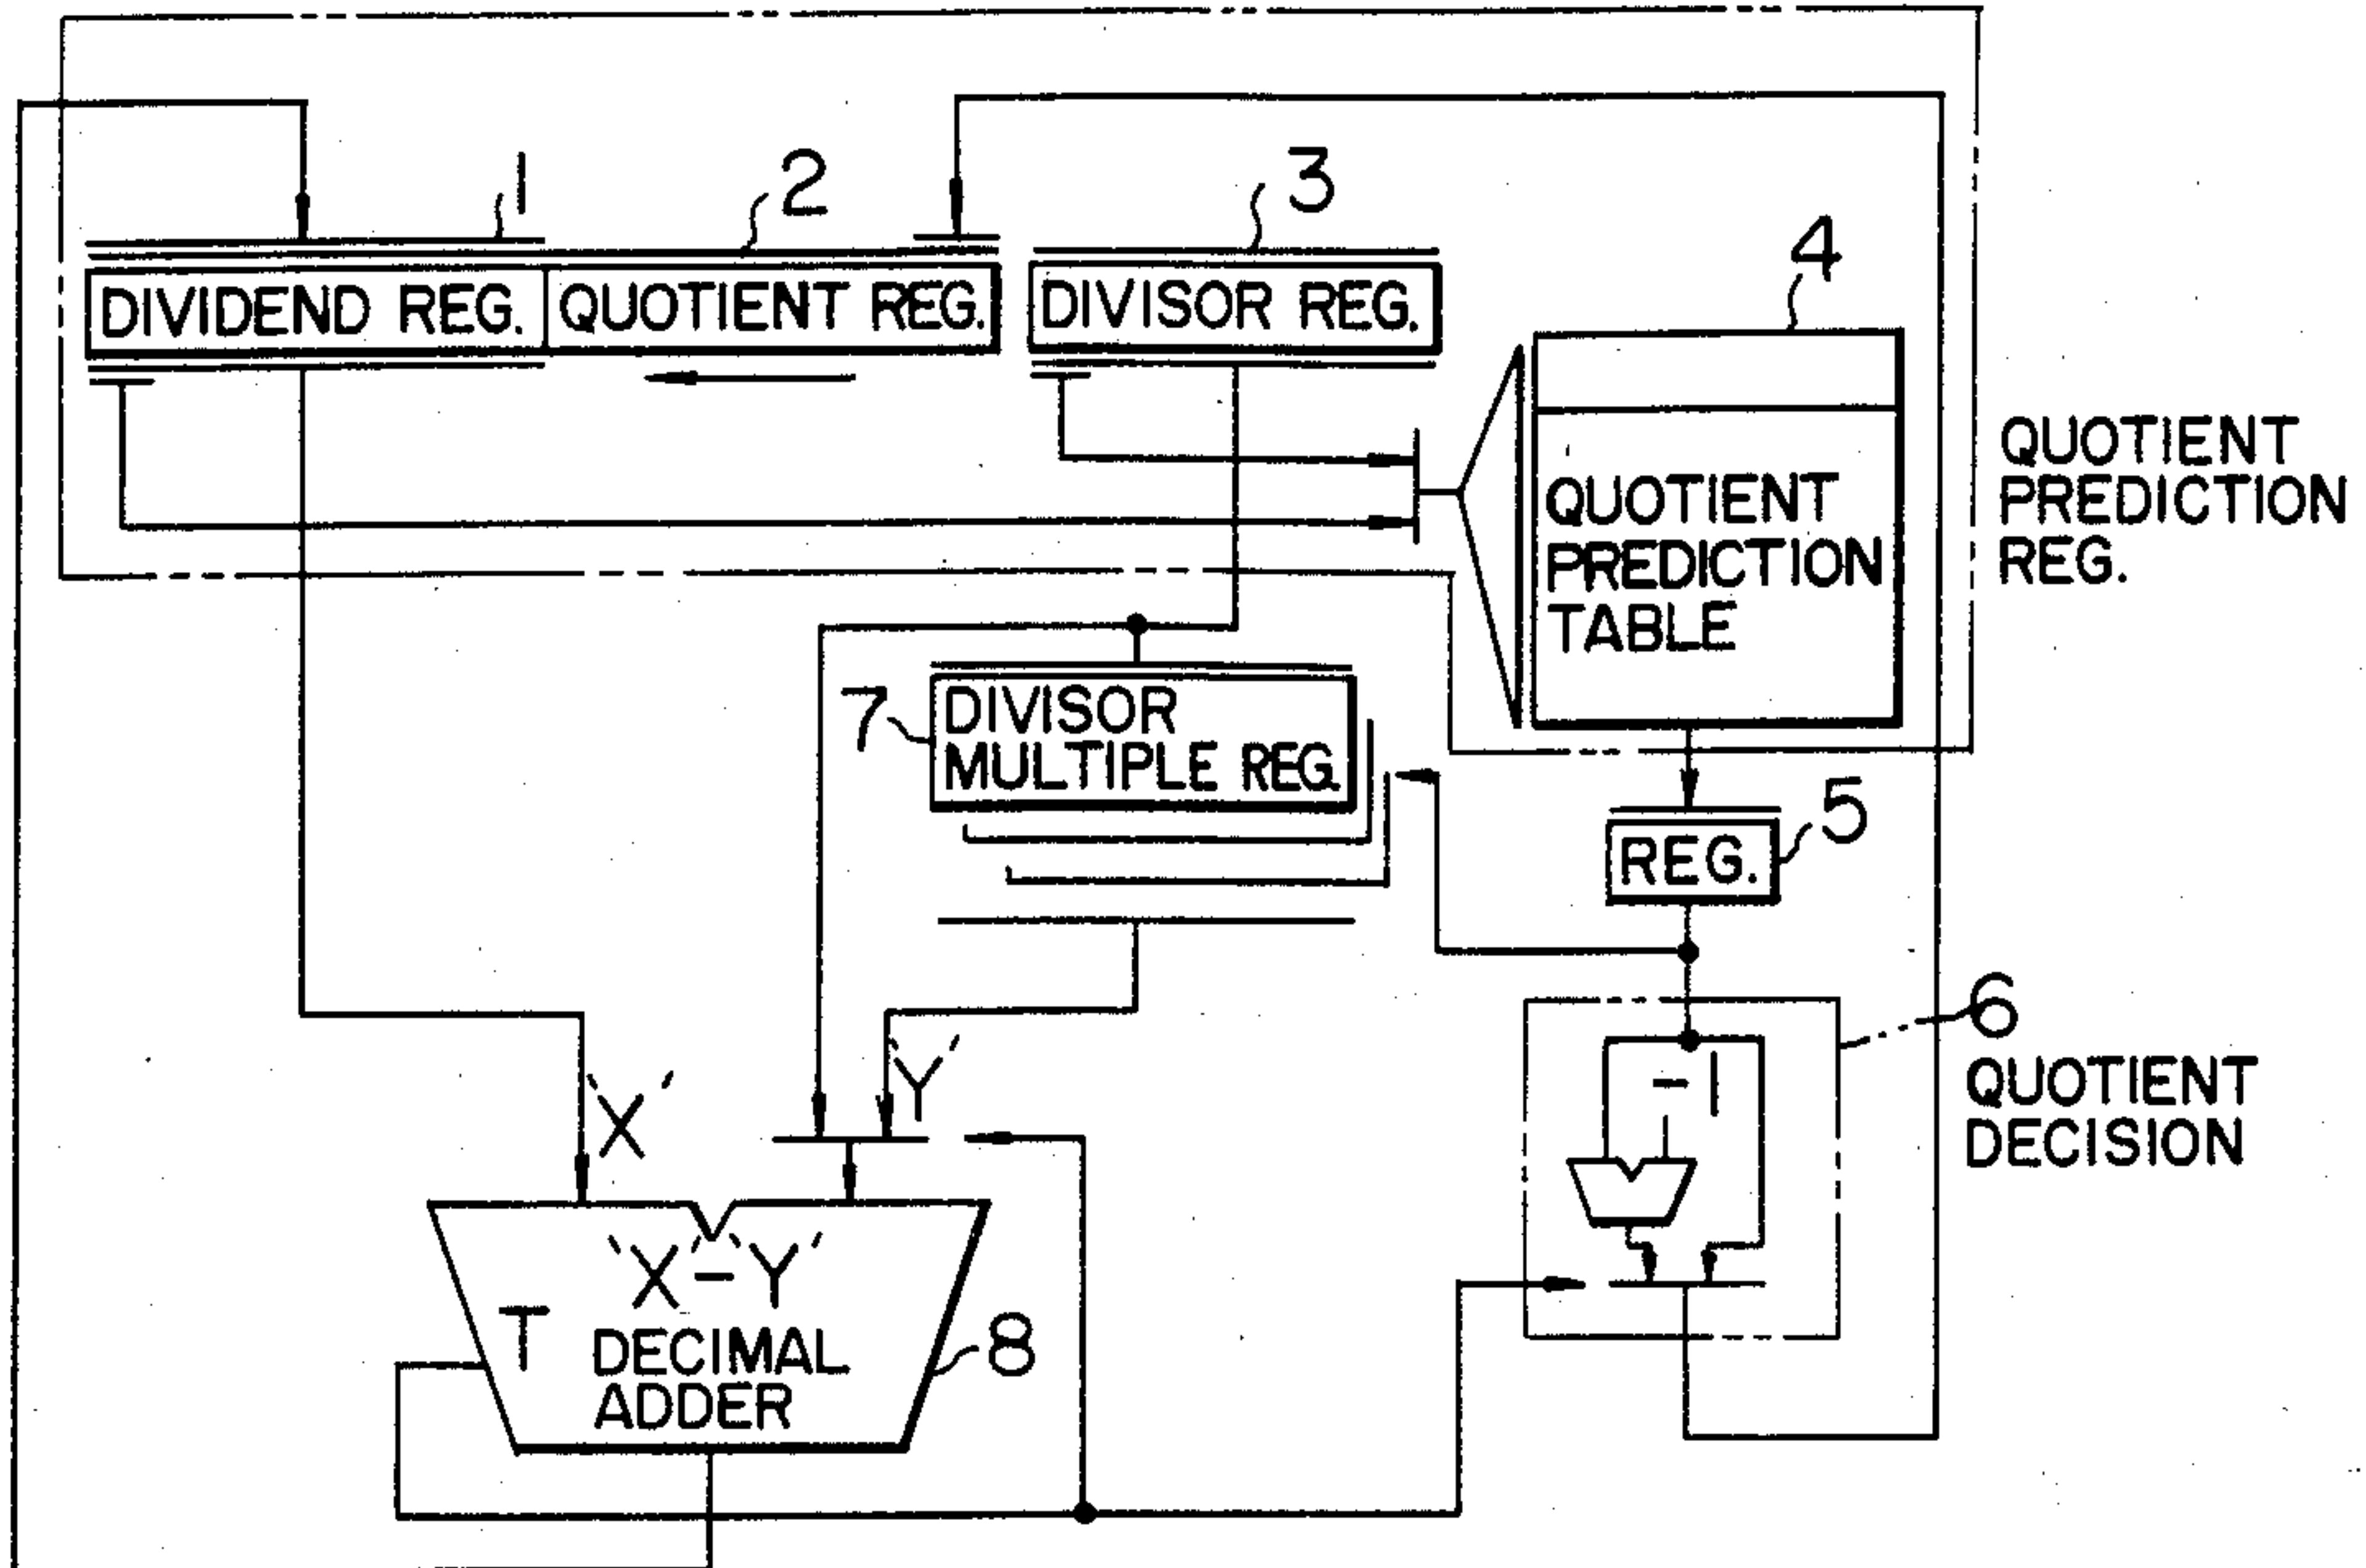 1
2
3
4
DIVIDEND REG.
QUOTIENT REG.
DIVISOR REG.
QUOTIENT
PREDICTION
TABLE
QUOTIENT
PREDICTION
REG.
7
DIVISOR
MULTIPLE REG.
REG.
5
6
QUOTIENT
DECISION
-1
'X'
'Y'
'X'-'Y'
T
DECIMAL
ADDER
8